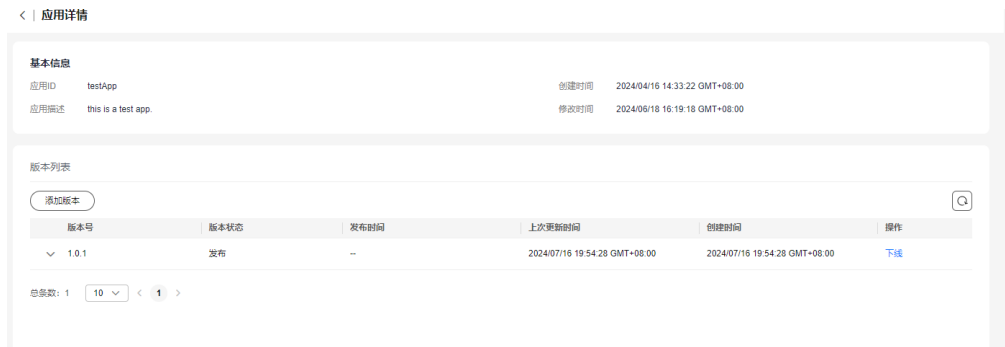 应用详情
基本信息
应用ID testApp 创建时间 2024/04/16 14:33:22 GMT+08:00
应用描述 this is a test app. 修改时间 2024/06/18 16:19:18 GMT+08:00
版本列表
添加版本
版本号 版本状态 发布时间 上次更新时间 创建时间 操作
1.0.1 发布 -- 2024/07/16 19:54:28 GMT+08:00 2024/07/16 19:54:28 GMT+08:00 下线
总条数: 1 10 < 1 >